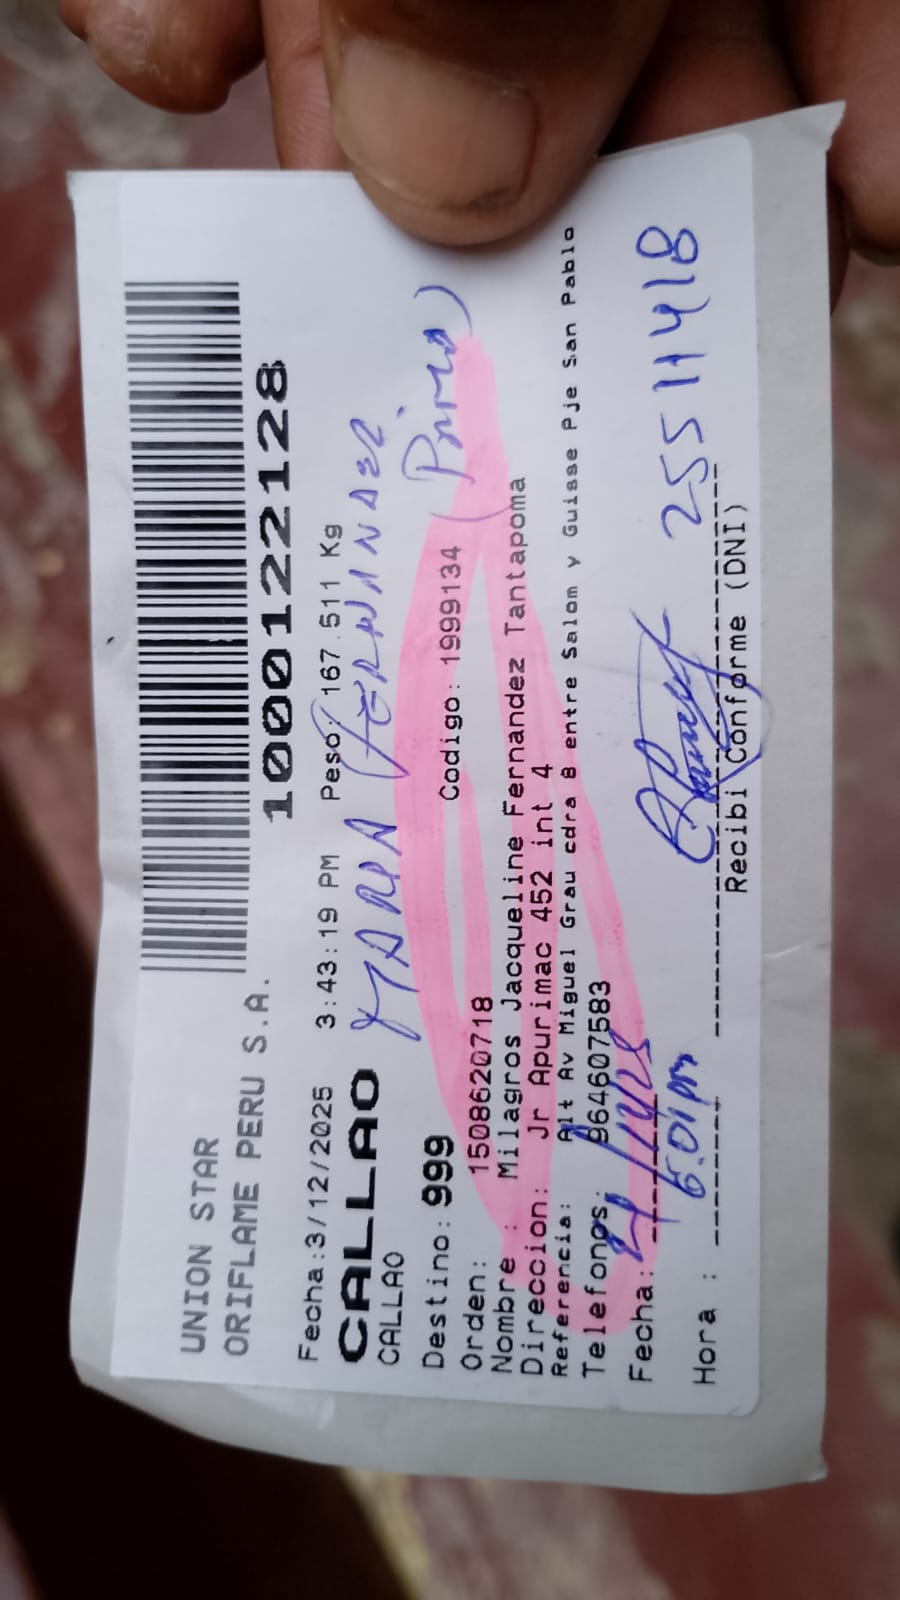 UNION STAR
ORIFLAME PERU S.A.
1000122128
Fecha:3/12/2025 3:43:19 PM Peso: 167.511 Kg
CALLAO MARIA FERNANDEZ
CALLAO (Prima)
Destino: 999 Codigo: 1999134
Orden: 1508620718
Nombre : Milagros Jacqueline Fernandez Tantapoma
Direccion: Jr Apurimac 452 int 4
Referencia: Alt Av Miguel Grau cdra 8 entre Salom y Guisse Pje San Pablo
Telefonos: 964607583
Fecha: 25511418
Hora : Recibi Conforme (DNI)